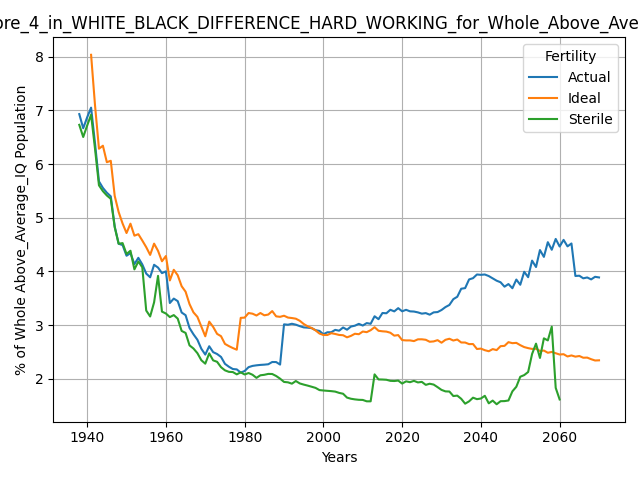 ore_4_in_WHITE_BLACK_DIFFERENCE_HARD_WORKING_for_Whole_Above_Ave
% of Whole Above_Average_IQ Population
8
7
6
5
4
3
2
Fertility
Actual
Ideal
Sterile
1940 1960 1980 2000 2020 2040 2060
Years